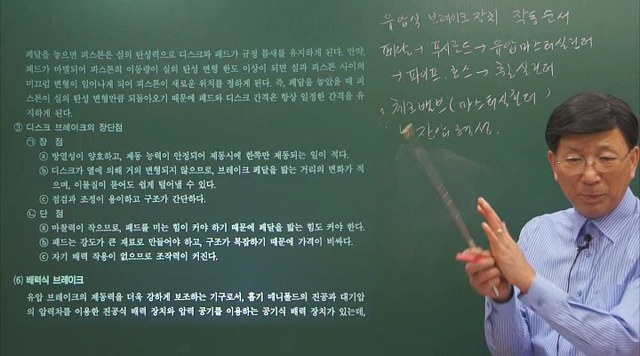 페달을 놓으면 피스톤은 실의 탄성력으로 디스크와 패드가 규정 틈새를 유지하게 된다. 만약,
패드가 마멸되어 피스톤의 이동량이 실의 탄성 변형 한도 이상이 되면 실과 피스톤 사이의
미끄럼 변형이 일어나게 되어 피스톤이 새로운 위치를 정하게 된다. 즉, 페달을 놓았을 때 피
스톤이 실의 탄성 변형만큼 되돌아오기 때문에 패드와 디스크 간격은 항상 일정한 간격을 유
지하게 된다.
③ 디스크 브레이크의 장단점
㉠ 장 점
ⓐ 방열성이 양호하고, 제동 능력이 안정되어 제동시에 한쪽만 제동되는 일이 적다.
ⓑ 디스크가 열에 의해 거의 변형되지 않으므로, 브레이크 페달을 밟는 거리의 변화가 적
으며, 이물질이 묻어도 쉽게 털어낼 수 있다.
ⓒ 점검과 조정이 용이하고 구조가 간단하다.
㉡ 단 점
ⓐ 마찰력이 작으므로, 패드를 미는 힘이 커야 하기 때문에 페달을 밟는 힘도 커야 한다.
ⓑ 패드는 강도가 큰 재료로 만들어야 하고, 구조가 복잡하기 때문에 가격이 비싸다.
ⓒ 자기 배력 작용이 없으므로 조작력이 커진다.
(6) 배력식 브레이크
유압 브레이크의 제동력을 더욱 강하게 보조하는 기구로서, 흡기 매니폴드의 진공과 대기압
의 압력차를 이용한 진공식 배력 장치와 압력 공기를 이용하는 공기식 배력 장치가 있는데,
유압식 브레이크 장치 작동순서
페달 → 푸시로드 → 유압마스터실린더
→ 파이프.호스 → 휠실린더
: 체크밸브 (마스터실린더)
잔압형성